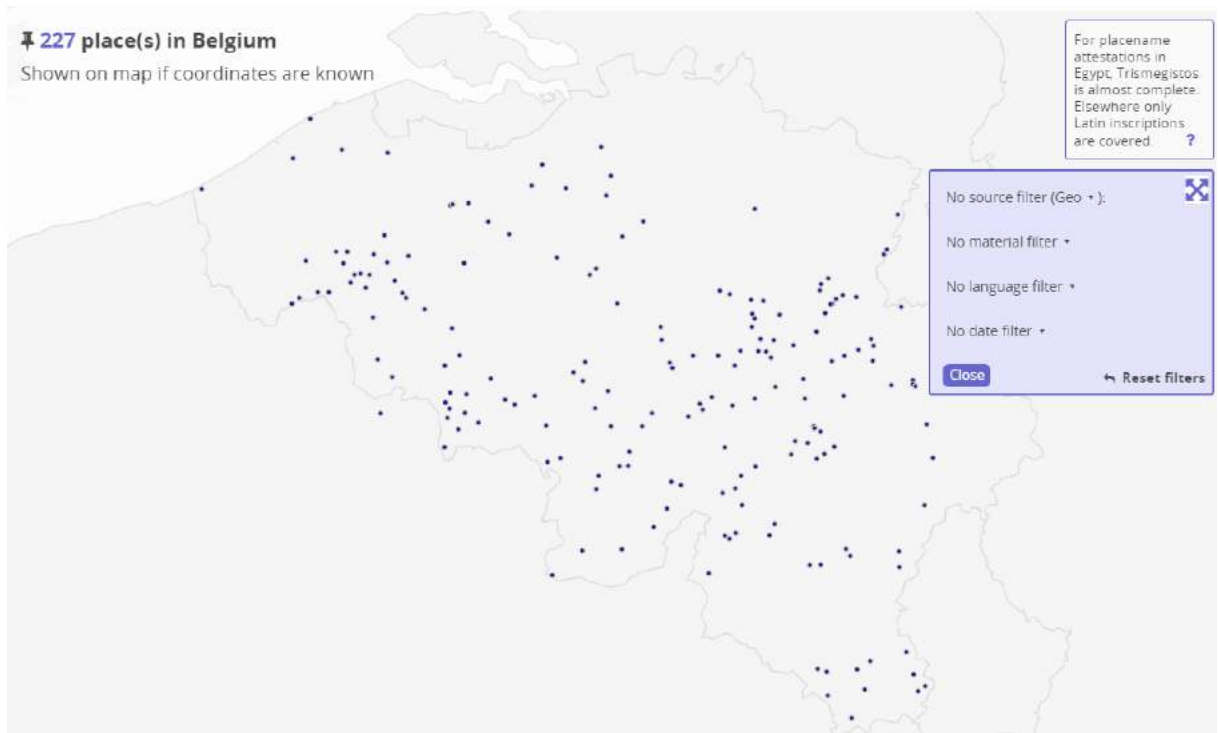 227 place(s) in Belgium
Shown on map if coordinates are known
For placename
attestations in
Egypt, Trismegistos
is almost complete.
Elsewhere only
Latin inscriptions
are covered. ?
No source filter (Geo ▾ ):
No material filter ▾
No language filter ▾
No date filter ▾
Close
Reset filters